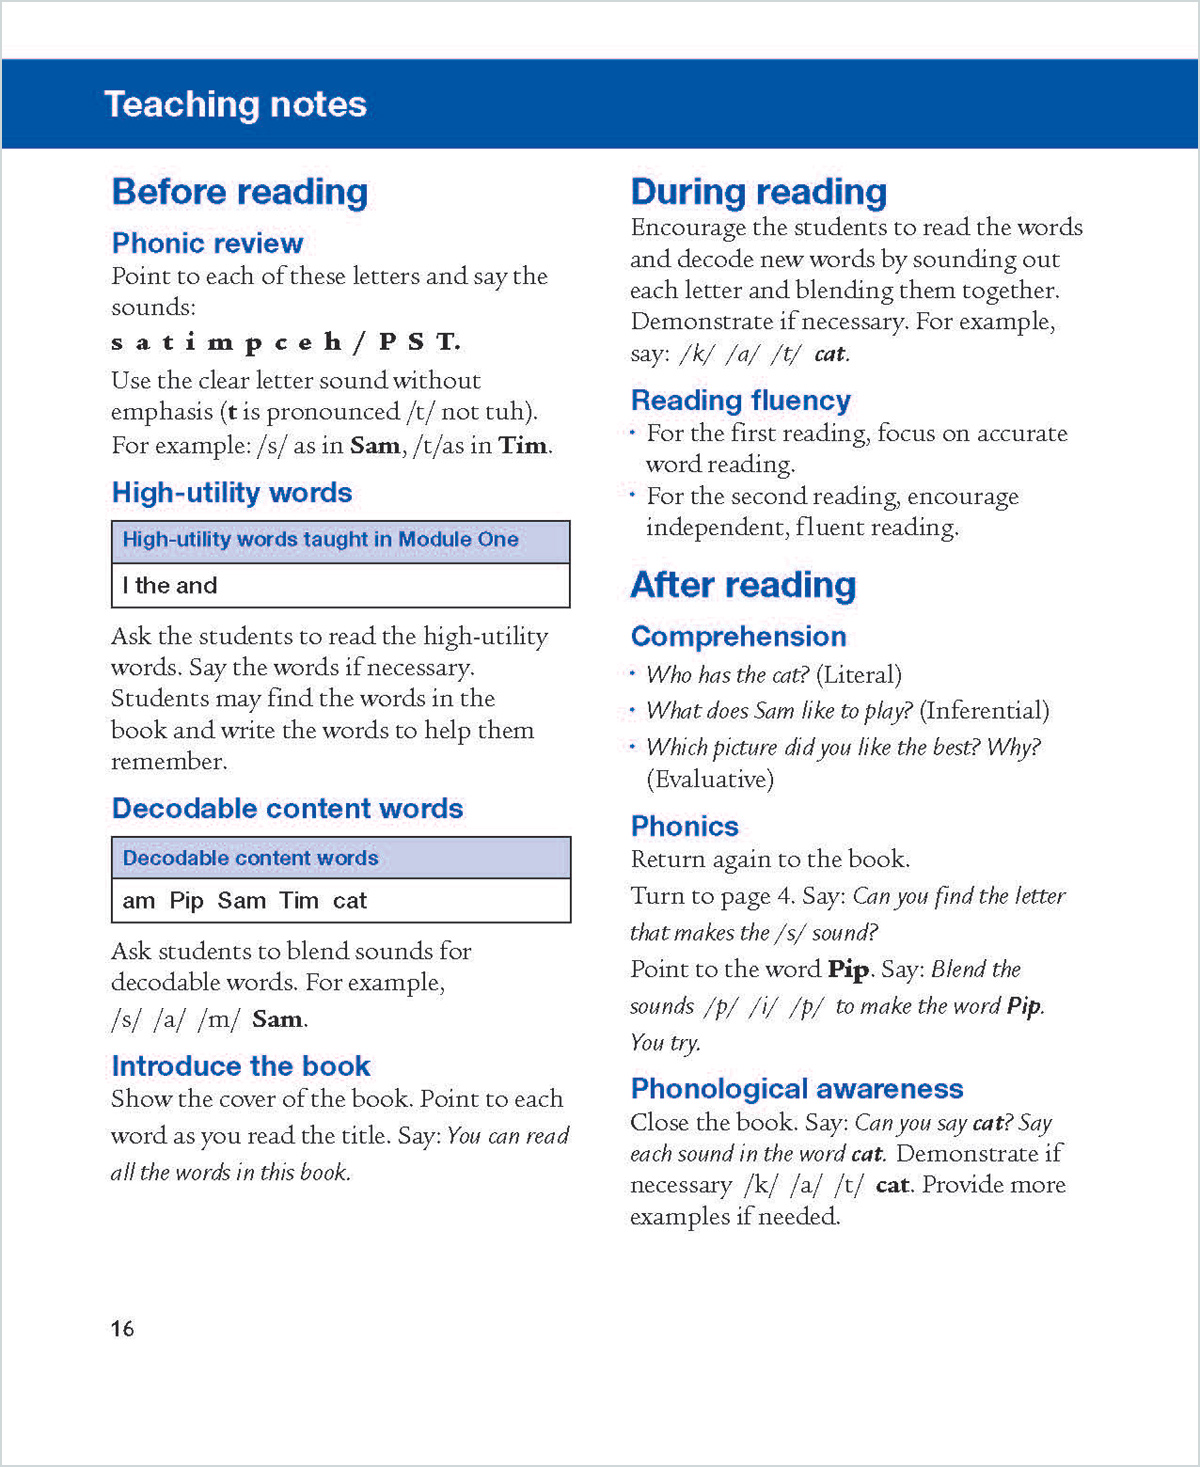 Teaching notes
Before reading
Phonic review
Point to each of these letters and say the
sounds:
s a t i m p c e h / P S T.
Use the clear letter sound without
emphasis (t is pronounced /t/ not tuh).
For example: /s/ as in Sam, /t/as in Tim.
High-utility words
High-utility words taught in Module One
I the and
Ask the students to read the high-utility
words. Say the words if necessary.
Students may find the words in the
book and write the words to help them
remember.
Decodable content words
Decodable content words
am Pip Sam Tim cat
Ask students to blend sounds for
decodable words. For example,
/s/ /a/ /m/ Sam.
Introduce the book
Show the cover of the book. Point to each
word as you read the title. Say: You can read
all the words in this book.
During reading
Encourage the students to read the words
and decode new words by sounding out
each letter and blending them together.
Demonstrate if necessary. For example,
say: /k/ /a/ /t/ cat.
Reading fluency
• For the first reading, focus on accurate
word reading.
• For the second reading, encourage
independent, fluent reading.
After reading
Comprehension
• Who has the cat? (Literal)
• What does Sam like to play? (Inferential)
• Which picture did you like the best? Why?
(Evaluative)
Phonics
Return again to the book.
Turn to page 4. Say: Can you find the letter
that makes the /s/ sound?
Point to the word Pip. Say: Blend the
sounds /p/ /i/ /p/ to make the word Pip.
You try.
Phonological awareness
Close the book. Say: Can you say cat? Say
each sound in the word cat. Demonstrate if
necessary /k/ /a/ /t/ cat. Provide more
examples if needed.
16